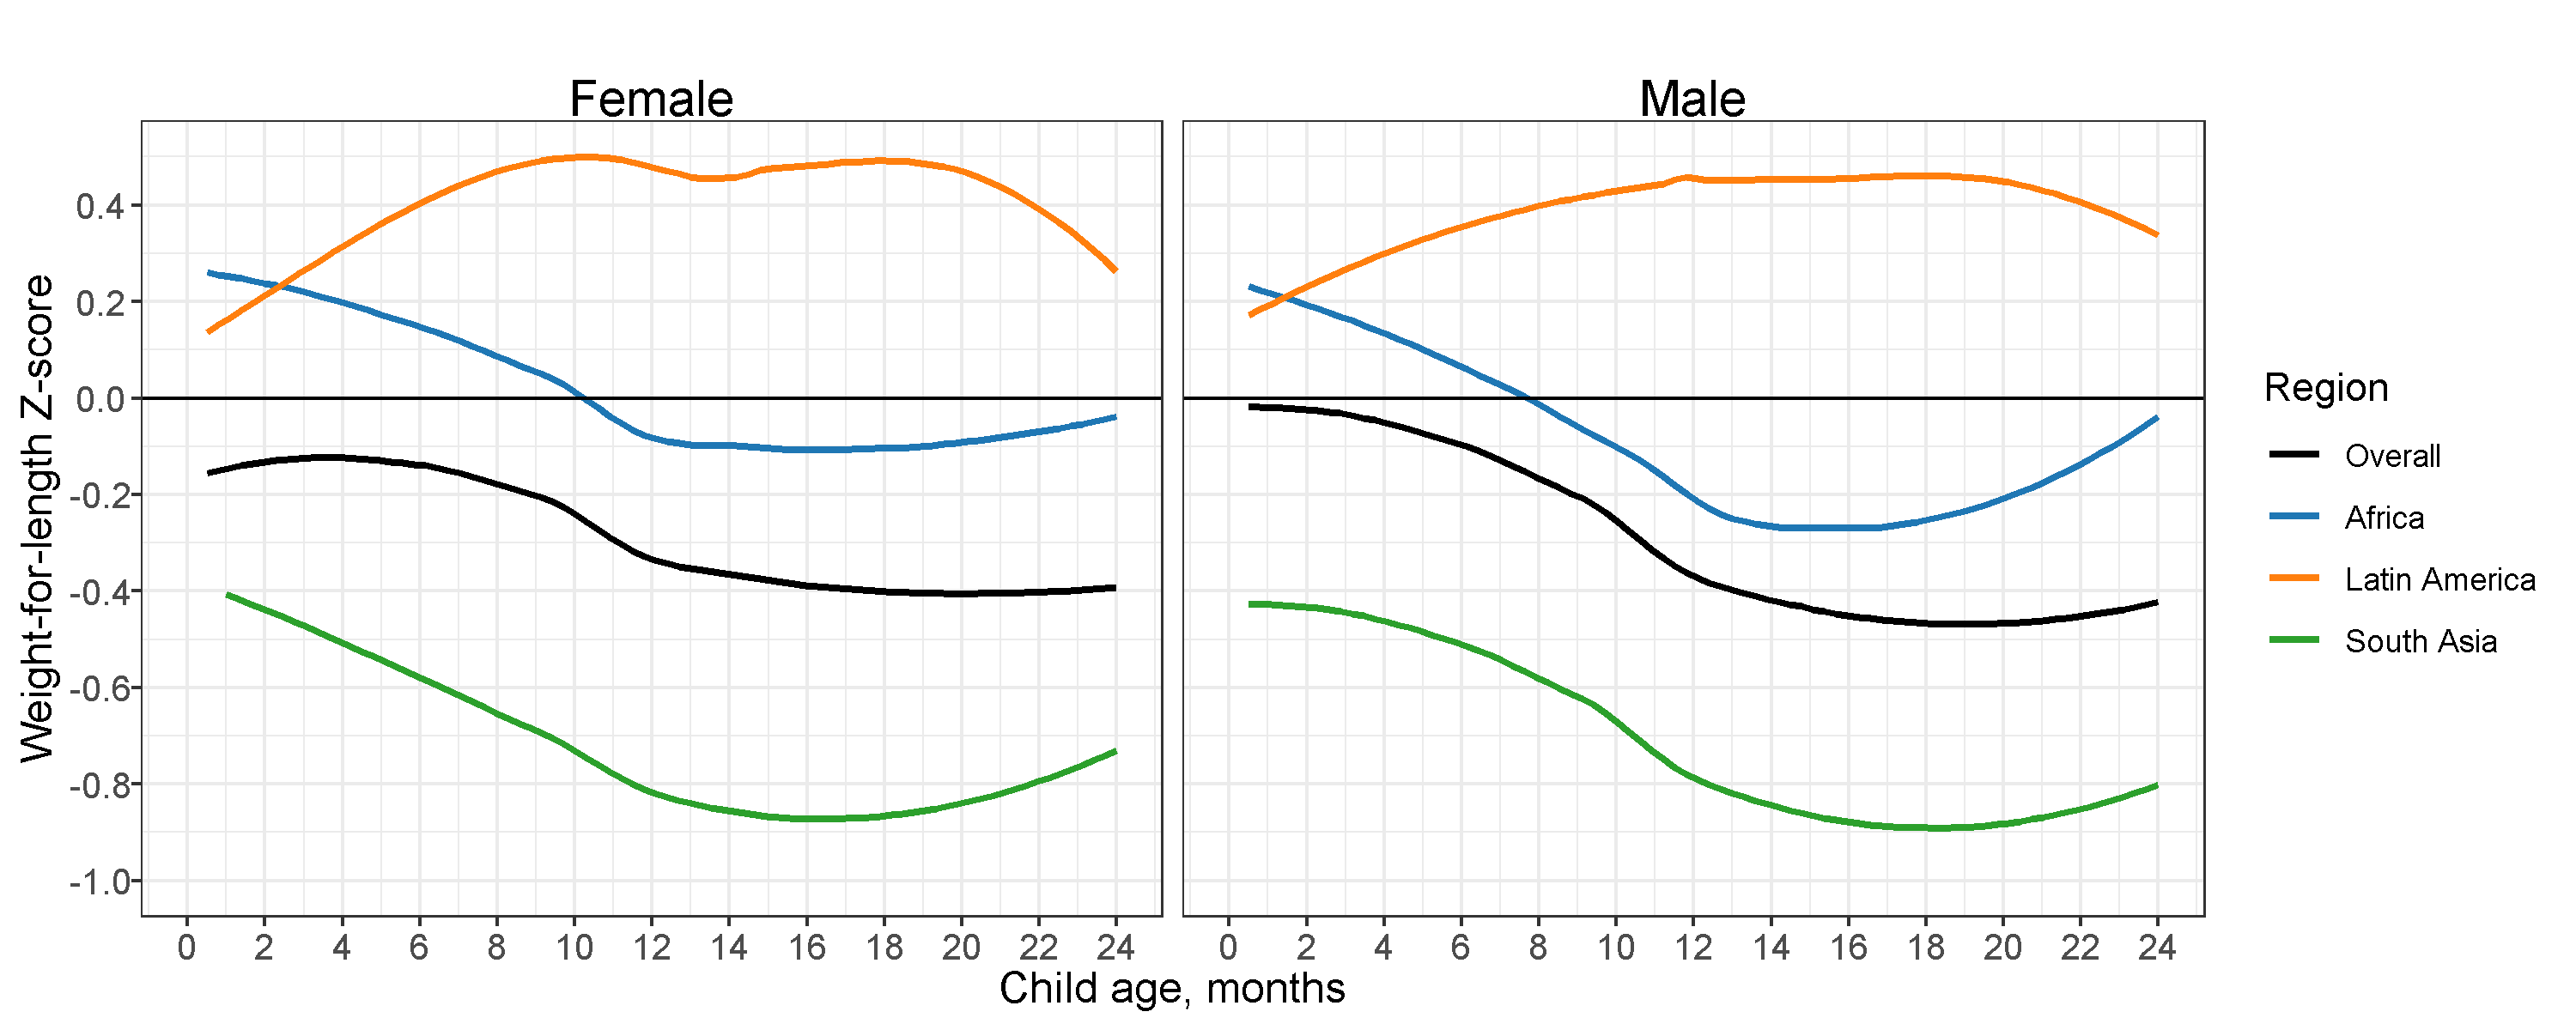 Female
Male
Weight-for-length Z-score
0.4
0.2
0.0
-0.2
-0.4
-0.6
-0.8
-1.0
0 2 4 6 8 10 12 14 16 18 20 22 24
0 2 4 6 8 10 12 14 16 18 20 22 24
Child age, months
Region
Overall
Africa
Latin America
South Asia